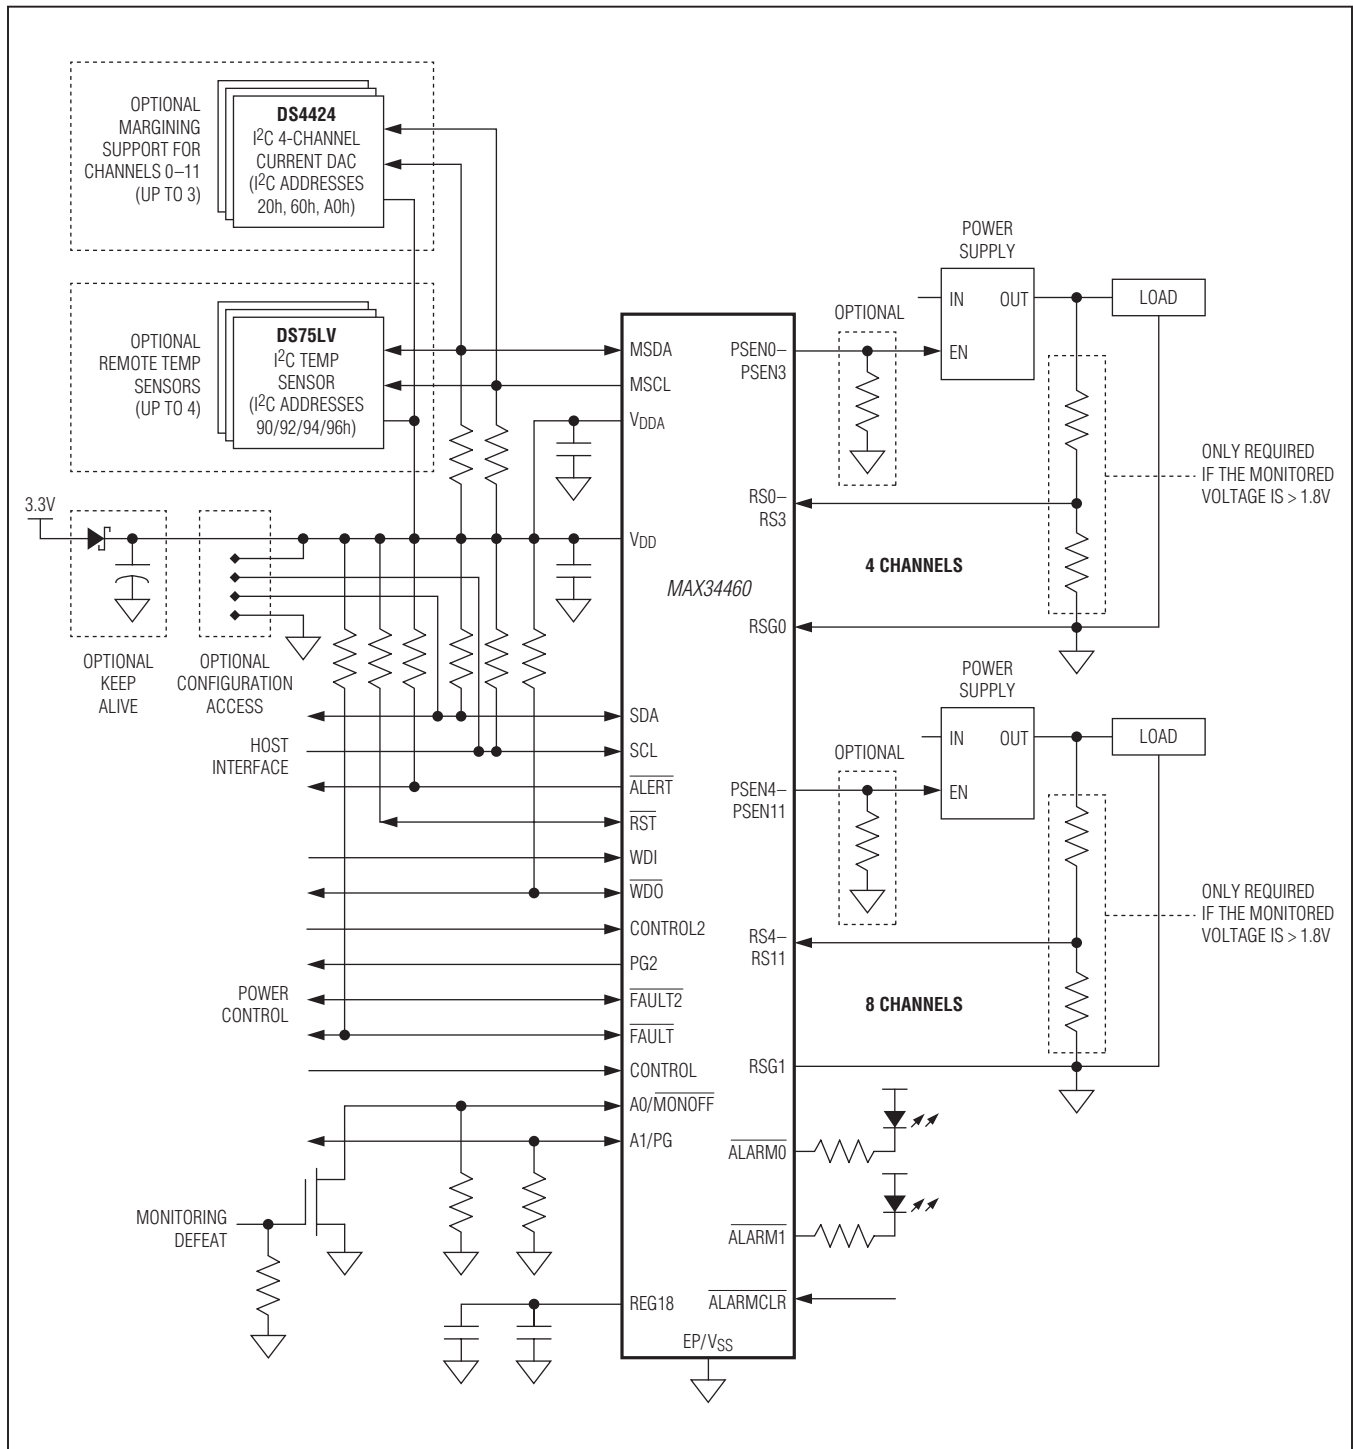 OPTIONAL
MARGINING
SUPPORT FOR
CHANNELS 0–11
(UP TO 3)
DS4424
I2C 4-CHANNEL
CURRENT DAC
(I2C ADDRESSES
20h, 60h, A0h)
OPTIONAL
REMOTE TEMP
SENSORS
(UP TO 4)
DS75LV
I2C TEMP
SENSOR
(I2C ADDRESSES
90/92/94/96h)
3.3V
OPTIONAL
KEEP
ALIVE
OPTIONAL
CONFIGURATION
ACCESS
HOST
INTERFACE
POWER
CONTROL
MONITORING
DEFEAT
MSDA
MSCL
VDDA
VDD
MAX34460
SDA
SCL
ALERT
RST
WDI
WDO
CONTROL2
PG2
FAULT2
FAULT
CONTROL
A0/MONOFF
A1/PG
REG18
EP/VSS
PSEN0–
PSEN3
RS0–
RS3
RSG0
PSEN4–
PSEN11
RS4–
RS11
RSG1
ALARM0
ALARM1
ALARMCLR
OPTIONAL
POWER
SUPPLY
IN
OUT
EN
LOAD
ONLY REQUIRED
IF THE MONITORED
VOLTAGE IS > 1.8V
4 CHANNELS
OPTIONAL
POWER
SUPPLY
IN
OUT
EN
LOAD
ONLY REQUIRED
IF THE MONITORED
VOLTAGE IS > 1.8V
8 CHANNELS